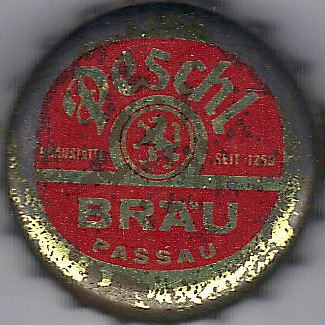 Peschl
BRAUSTÄTTE SEIT 1259
BRÄU
PASSAU